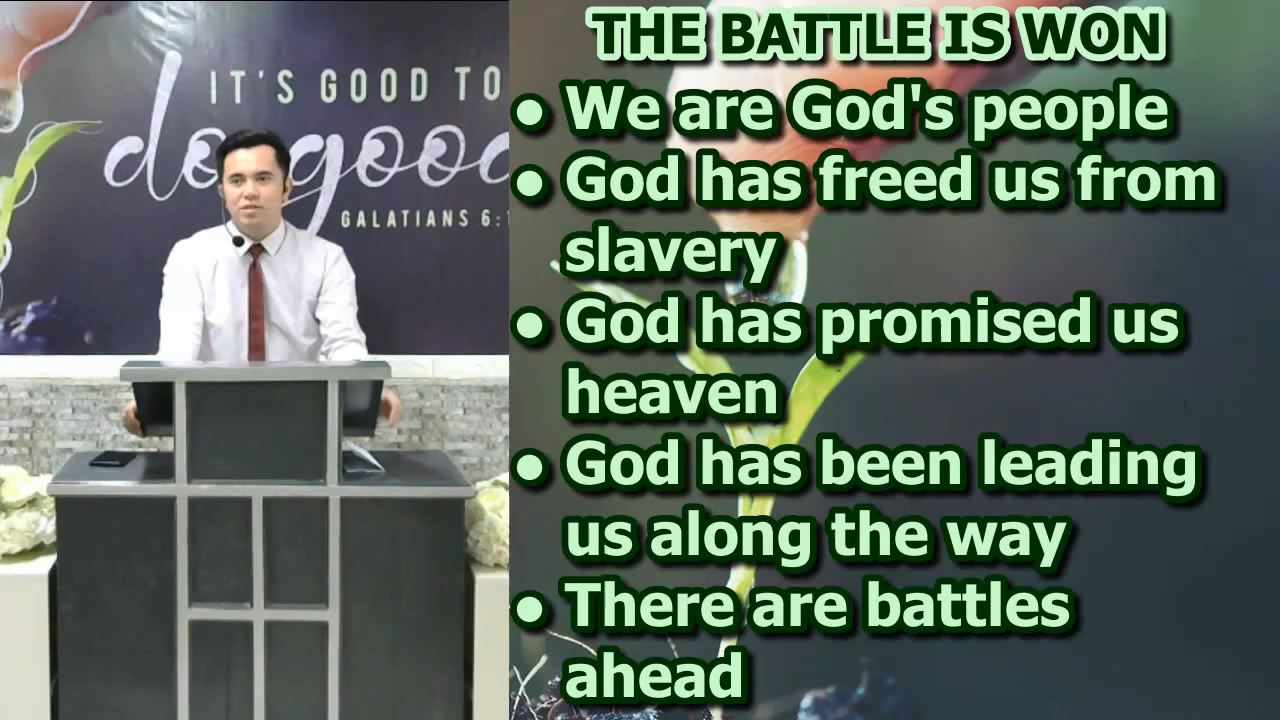 IT'S GOOD TO
do good
GALATIANS 6:
THE BATTLE IS WON
● We are God's people
● God has freed us from
slavery
● God has promised us
heaven
● God has been leading
us along the way
● There are battles
ahead